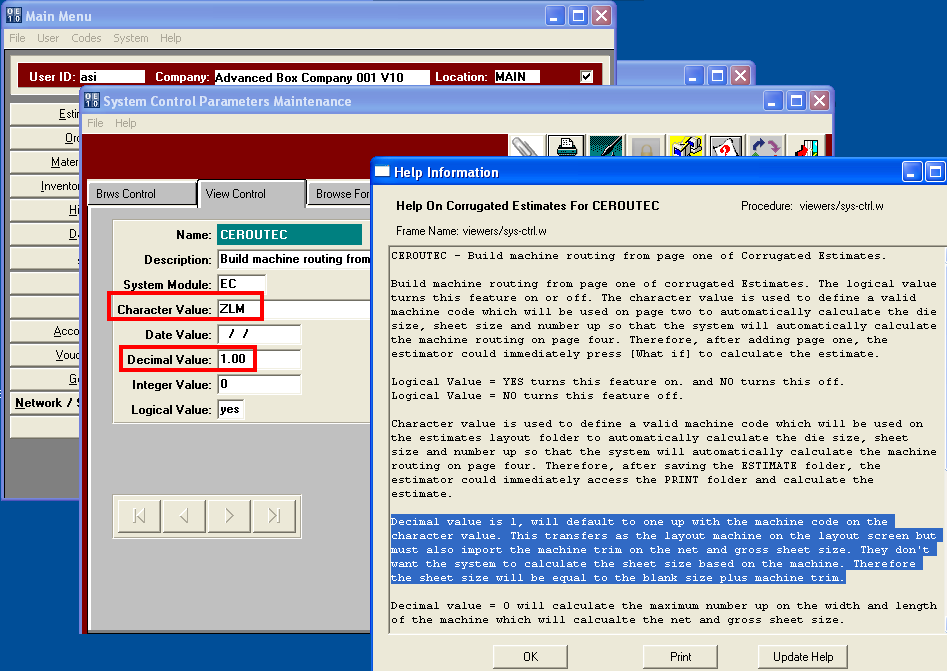 OE
10
Main Menu
File User Codes System Help
User ID: asi Company: Advanced Box Company 001 V10 Location: MAIN
OE
10
System Control Parameters Maintenance
File Help
Brws Control View Control Browse For
Name: CEROUTEC
Description: Build machine routing from
System Module: EC
Character Value: ZLM
Date Value: / /
Decimal Value: 1.00
Integer Value: 0
Logical Value: yes
Network / S
Help Information
Help On Corrugated Estimates For CEROUTEC Procedure: viewers/sys-ctrl.w
Frame Name: viewers/sys-ctrl.w
CEROUTEC - Build machine routing from page one of Corrugated Estimates.
Build machine routing from page one of corrugated Estimates. The logical value
turns this feature on or off. The character value is used to define a valid
machine code which will be used on page two to automatically calculate the die
size, sheet size and number up so that the system will automatically calculate
the machine routing on page four. Therefore, after adding page one, the
estimator could immediately press [What if] to calculate the estimate.
Logical Value = YES turns this feature on. and NO turns this off.
Logical Value = NO turns this feature off.
Character value is used to define a valid machine code which will be used on
the estimates layout folder to automatically calculate the die size, sheet
size and number up so that the system will automatically calculate the machine
routing on page four. Therefore, after saving the ESTIMATE folder, the
estimator could immediately access the PRINT folder and calculate the
estimate.
Decimal value is 1, will default to one up with the machine code on the
character value. This transfers as the layout machine on the layout screen but
must also import the machine trim on the net and gross sheet size. They don't
want the system to calculate the sheet size based on the machine. Therefore
the sheet size will be equal to the blank size plus machine trim.
Decimal value = 0 will calculate the maximum number up on the width and length
of the machine which will calcualte the net and gross sheet size.
OK Print Update Help